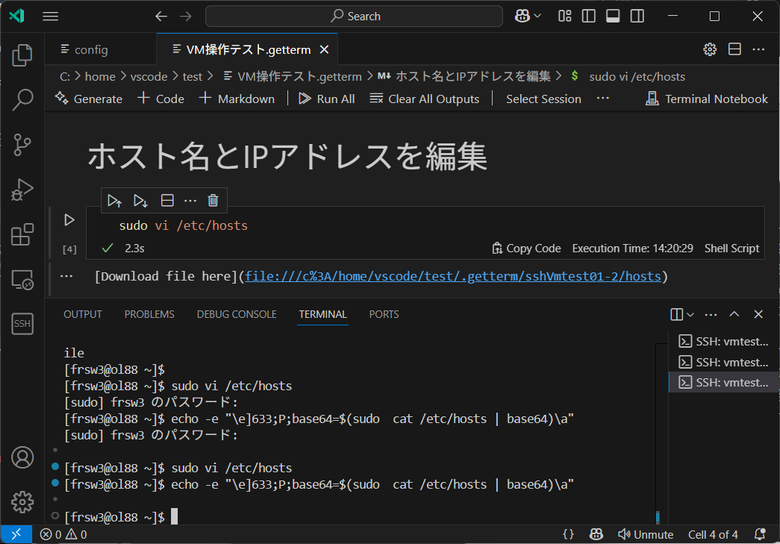 Search
config
VM操作テスト.getterm
C: > home > vscode > test > VM操作テスト.getterm > ホスト名とIPアドレスを編集 > $ sudo vi /etc/hosts
Generate + Code + Markdown Run All Clear All Outputs Select Session ... Terminal Notebook
ホスト名とIPアドレスを編集
sudo vi /etc/hosts
[4] 2.3s Copy Code Execution Time: 14:20:29 Shell Script
... [Download file here](file:///c%3A/home/vscode/test/.getterm/sshVmtest01-2/hosts)
OUTPUT PROBLEMS DEBUG CONSOLE TERMINAL PORTS
ile
[frsw3@ol88 ~]$
[frsw3@ol88 ~]$ sudo vi /etc/hosts
[sudo] frsw3 のパスワード:
[frsw3@ol88 ~]$ echo -e "\e]633;P;base64=$(sudo  cat /etc/hosts | base64)\a"
[sudo] frsw3 のパスワード:
[frsw3@ol88 ~]$ sudo vi /etc/hosts
[frsw3@ol88 ~]$ echo -e "\e]633;P;base64=$(sudo  cat /etc/hosts | base64)\a"
[frsw3@ol88 ~]$
SSH: vmtest...
SSH: vmtest...
SSH: vmtest...
SSH
0 0 {} Unmute Cell 4 of 4